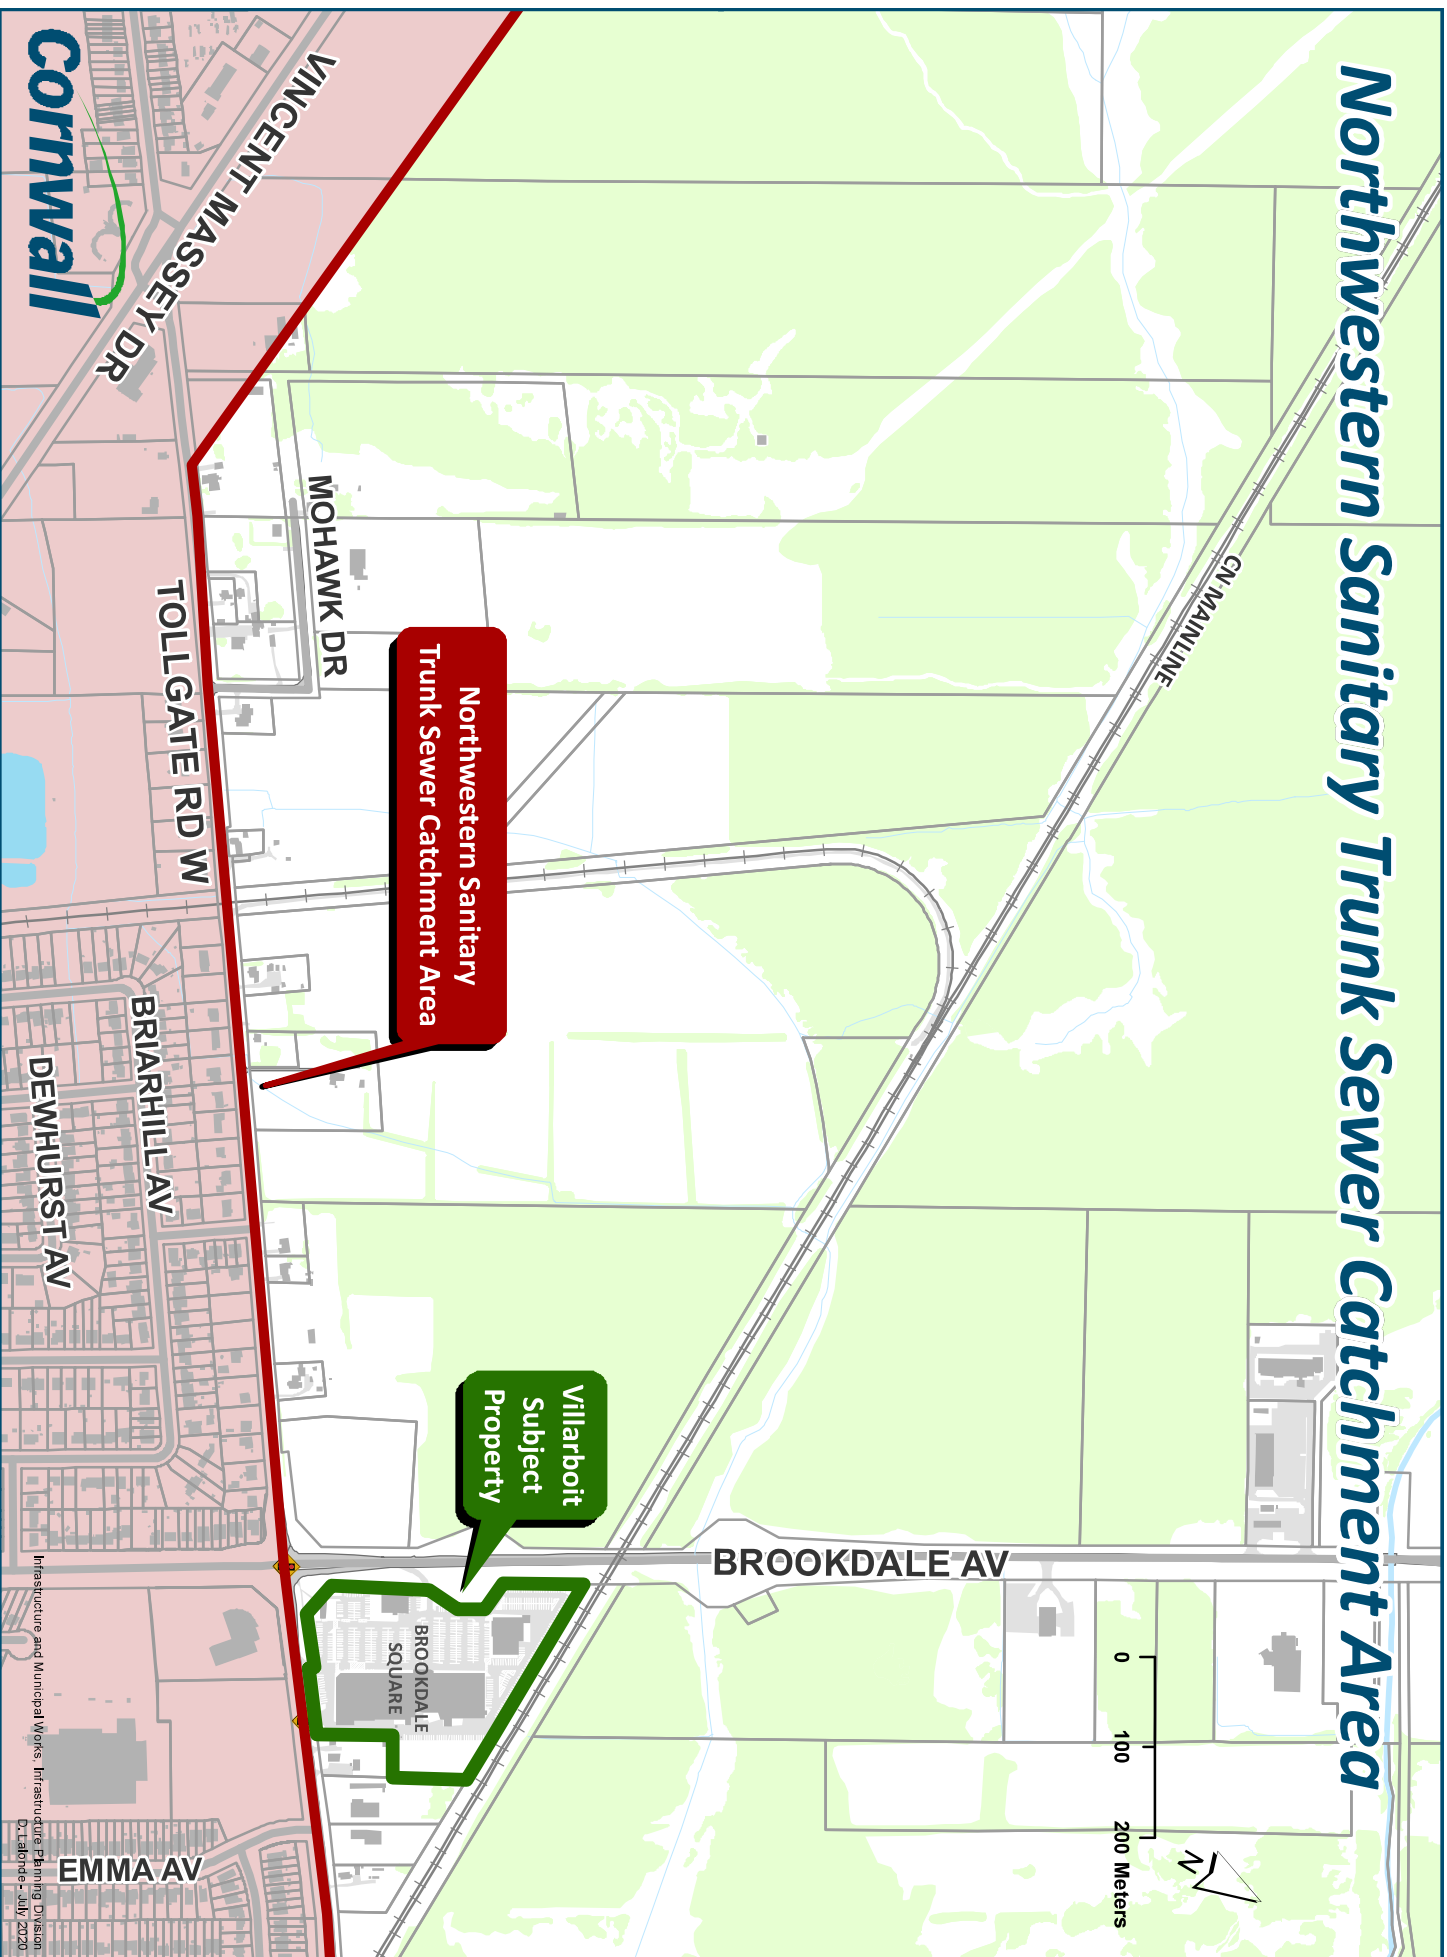 Northwestern Sanitary Trunk Sewer Catchment Area
CN MAINLINE
BROOKDALE AV
0 100 200 Meters
N
Villarboit
Subject
Property
Northwestern Sanitary
Trunk Sewer Catchment Area
BROOKDALE
SQUARE
MOHAWK DR
VINCENT MASSEY DR
TOLLGATE RD W
BRIARHILL AV
DEWHURST AV
EMMA AV
Cornwall
Infrastructure and Municipal Works, Infrastructure Planning Division
D. Lalonde - July 2020